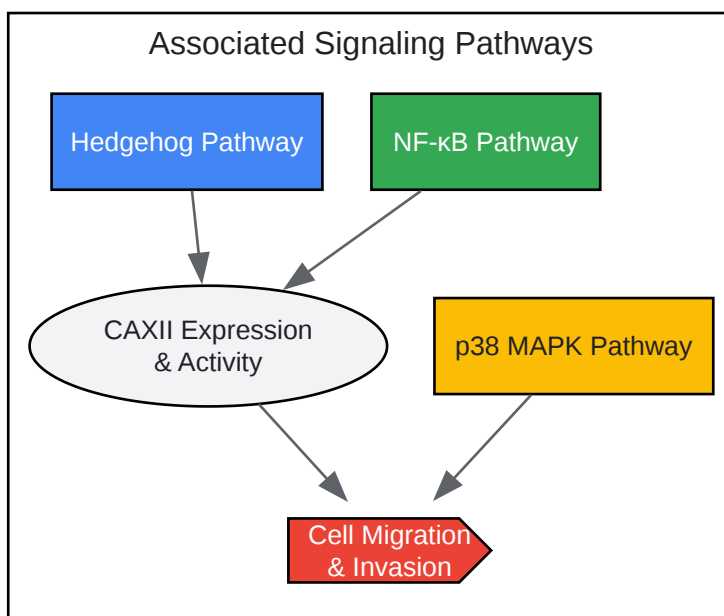 Associated Signaling Pathways
Hedgehog Pathway
NF-κB Pathway
CAXII Expression
& Activity
p38 MAPK Pathway
Cell Migration
& Invasion